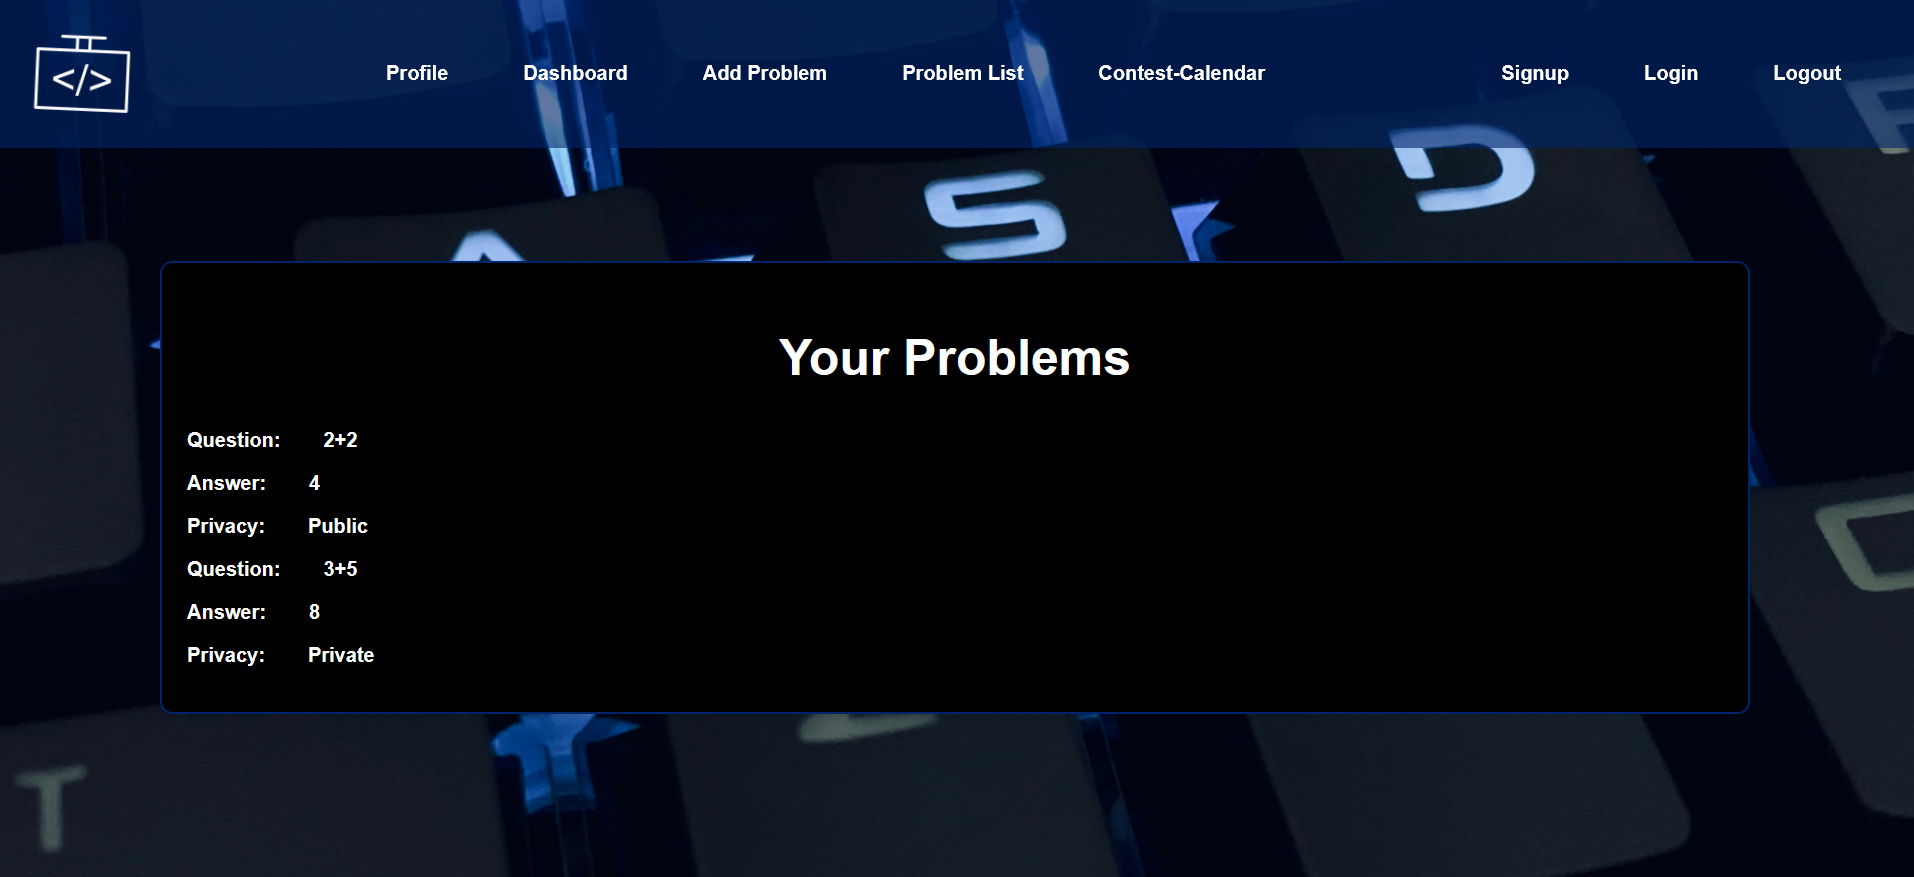 </>
Profile Dashboard Add Problem Problem List Contest-Calendar Signup Login Logout
A S D F
Your Problems
Question: 2+2
Answer: 4
Privacy: Public
Question: 3+5
Answer: 8
Privacy: Private